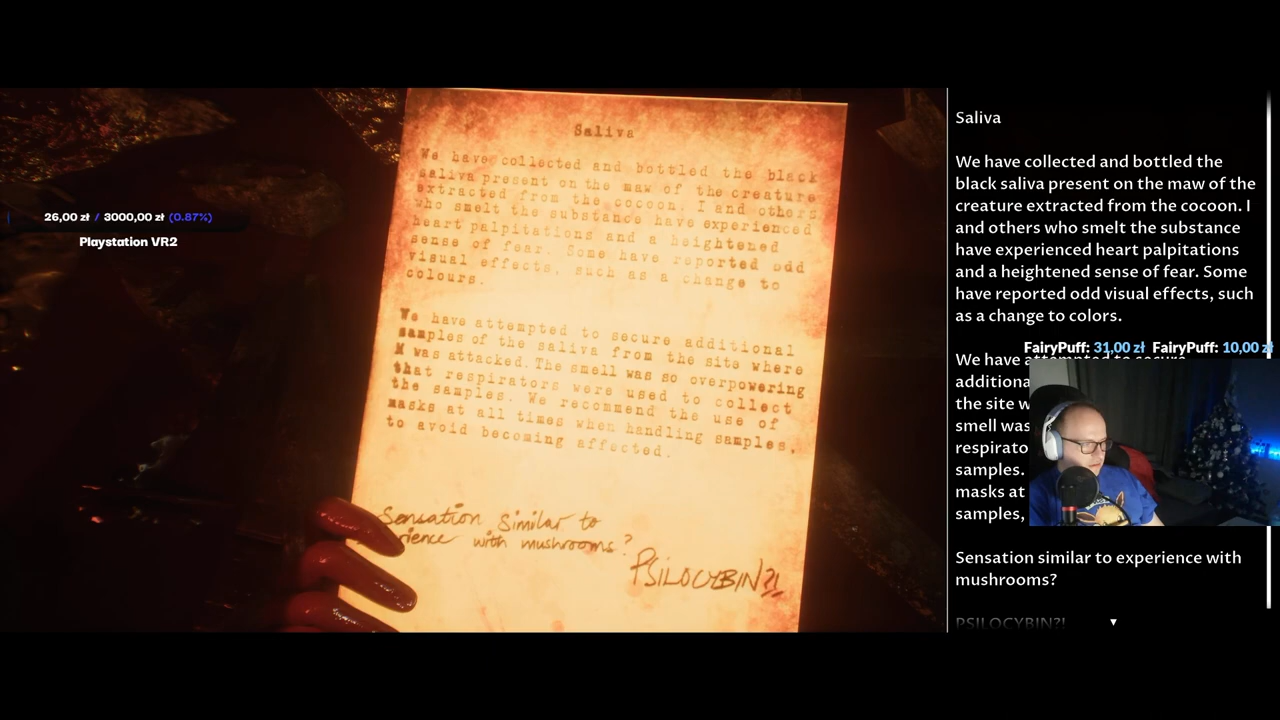 Saliva
We have collected and bottled the black
saliva present on the maw of the creature
extracted from the cocoon. I and others
who smelt the substance have experienced
heart palpitations and a heightened
sense of fear. Some have reported odd
visual effects, such as a change to
colours.
We have attempted to secure additional
samples of the saliva from the site where
M was attacked. The smell was so overpowering
that respirators were used to collect
the samples. We recommend the use of
masks at all times when handling samples,
to avoid becoming affected.
Sensation similar to
rience with mushrooms?
PSILOCYBIN?!
26,00 zł / 3000,00 zł (0.87%)
Playstation VR2
Saliva
We have collected and bottled the
black saliva present on the maw of the
creature extracted from the cocoon. I
and others who smelt the substance
have experienced heart palpitations
and a heightened sense of fear. Some
have reported odd visual effects, such
as a change to colors.
FairyPuff: 31,00 zł FairyPuff: 10,00 zł
We have attempted to secure
additiona
the site w
smell was
respirato
samples.
masks at
samples,
Sensation similar to experience with
mushrooms?
PSILOCYBIN?!